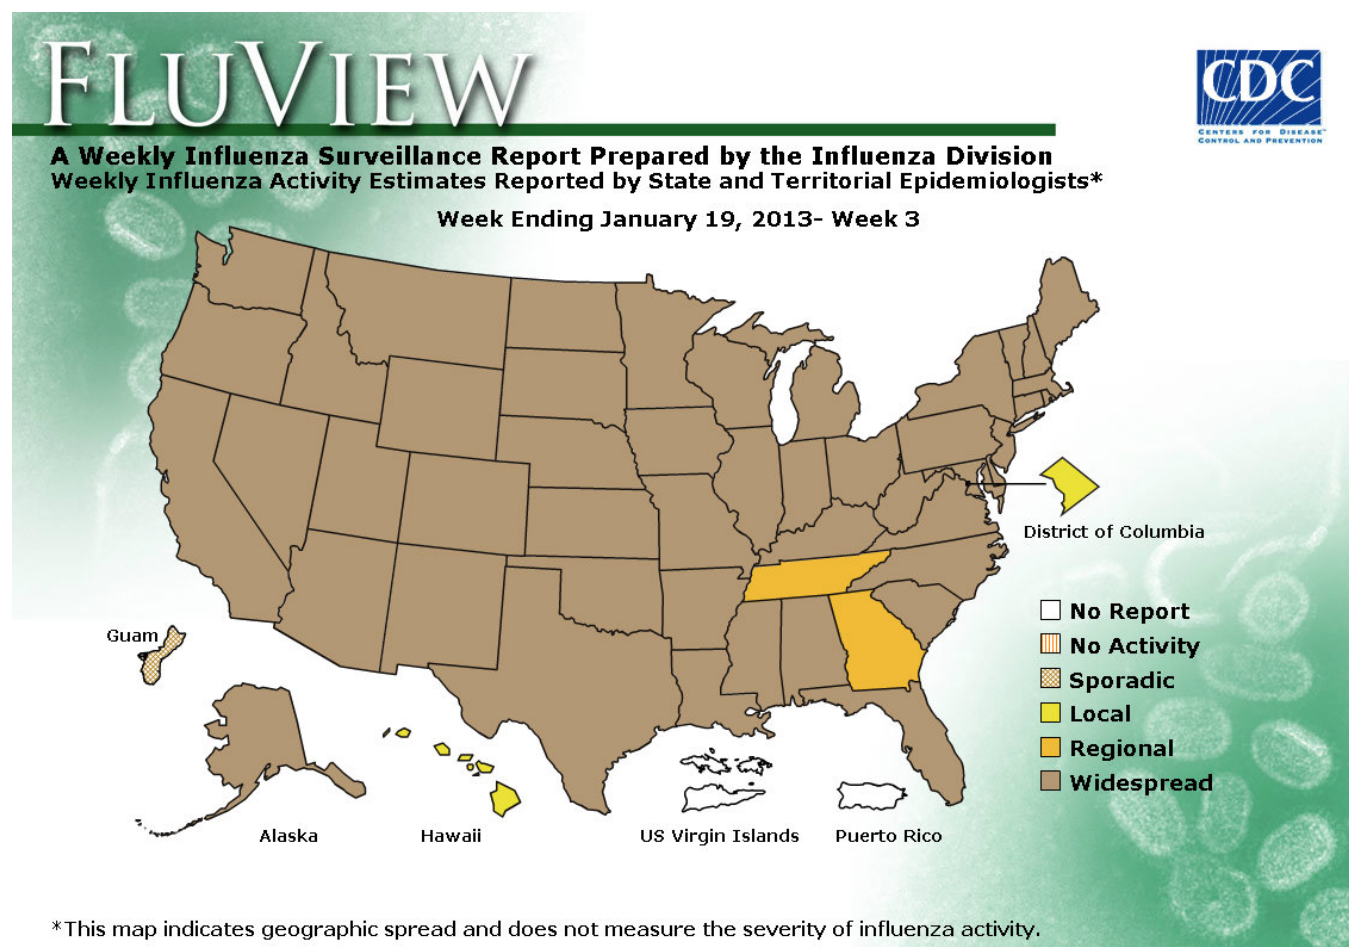 FLUVIEW
CDC
CENTERS FOR DISEASE™
CONTROL AND PREVENTION
A Weekly Influenza Surveillance Report Prepared by the Influenza Division
Weekly Influenza Activity Estimates Reported by State and Territorial Epidemiologists*
Week Ending January 19, 2013- Week 3
District of Columbia
No Report
Guam
No Activity
Sporadic
Local
Regional
Widespread
Alaska
Hawaii
US Virgin Islands
Puerto Rico
*This map indicates geographic spread and does not measure the severity of influenza activity.